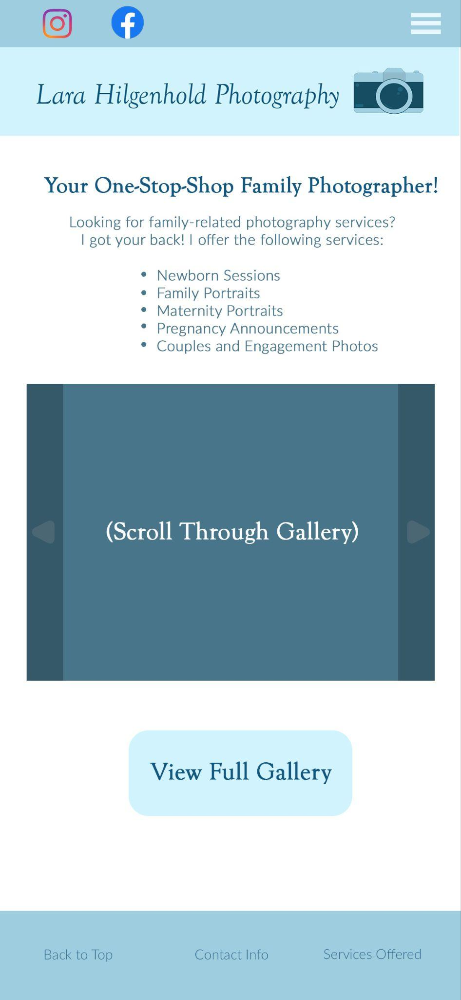 Lara Hilgenhold Photography
Your One-Stop-Shop Family Photographer!
Looking for family-related photography services?
I got your back! I offer the following services:
• Newborn Sessions
• Family Portraits
• Maternity Portraits
• Pregnancy Announcements
• Couples and Engagement Photos
(Scroll Through Gallery)
View Full Gallery
Back to Top
Contact Info
Services Offered